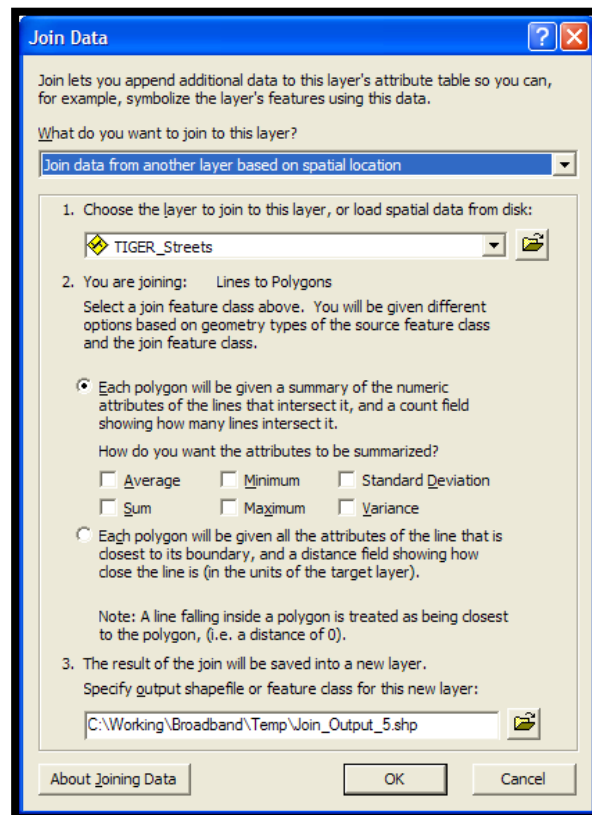 Join Data
Join lets you append additional data to this layer's attribute table so you can,
for example, symbolize the layer's features using this data.
What do you want to join to this layer?
Join data from another layer based on spatial location
1. Choose the layer to join to this layer, or load spatial data from disk:
TIGER_Streets
2. You are joining: Lines to Polygons
Select a join feature class above. You will be given different
options based on geometry types of the source feature class
and the join feature class.
Each polygon will be given a summary of the numeric
attributes of the lines that intersect it, and a count field
showing how many lines intersect it.
How do you want the attributes to be summarized?
Average Minimum Standard Deviation
Sum Maximum Variance
Each polygon will be given all the attributes of the line that is
closest to its boundary, and a distance field showing how
close the line is (in the units of the target layer).
Note: A line falling inside a polygon is treated as being closest
to the polygon, (i.e. a distance of 0).
3. The result of the join will be saved into a new layer.
Specify output shapefile or feature class for this new layer:
C:\Working\Broadband\Temp\Join_Output_5.shp
About Joining Data OK Cancel